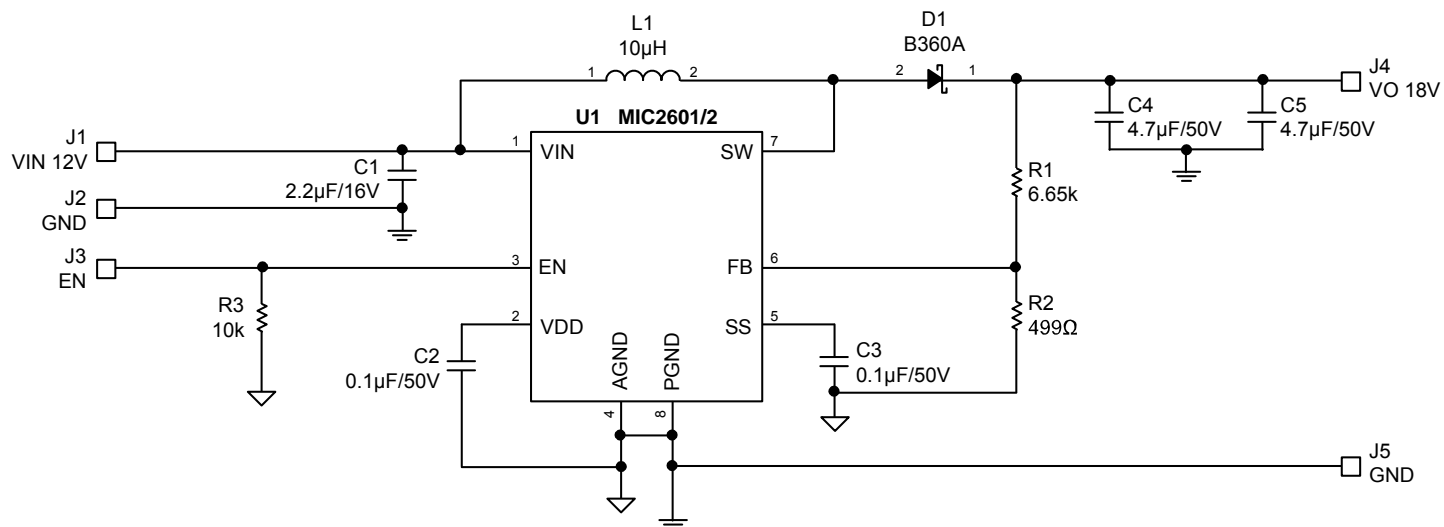 L1
10µH
D1
B360A
1
2
2
1
J4
VO 18V
U1 MIC2601/2
C4
4.7µF/50V
C5
4.7µF/50V
J1
VIN 12V
1
VIN
SW
7
C1
2.2µF/16V
R1
6.65k
J2
GND
J3
EN
3
EN
FB
6
R3
10k
2
VDD
SS
5
R2
499Ω
C2
0.1µF/50V
C3
0.1µF/50V
AGND
PGND
4
8
J5
GND